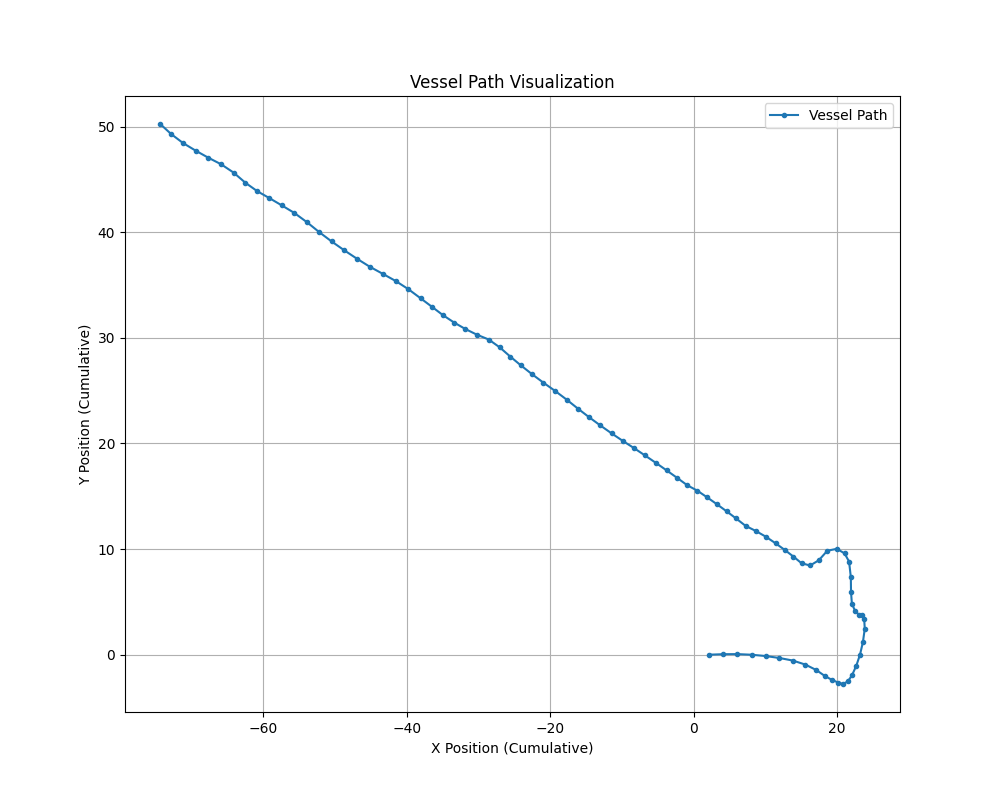 Vessel Path Visualization
Vessel Path
50
40
30
20
10
0
Y Position (Cumulative)
−60
−40
−20
0
20
X Position (Cumulative)